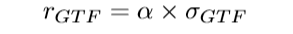 r_{GTF} = α × σ_{GTF}